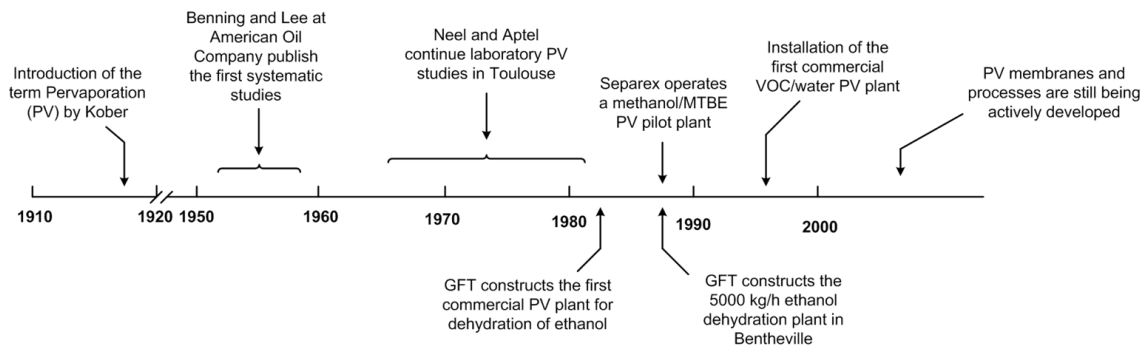 Introduction of the
term Pervaporation
(PV) by Kober
Benning and Lee at
American Oil
Company publish
the first systematic
studies
Neel and Aptel
continue laboratory PV
studies in Toulouse
Separex operates
a methanol/MTBE
PV pilot plant
Installation of the
first commercial
VOC/water PV plant
PV membranes and
processes are still being
actively developed
1910
1920
1950
1960
1970
1980
1990
2000
GFT constructs the first
commercial PV plant for
dehydration of ethanol
GFT constructs the
5000 kg/h ethanol
dehydration plant in
Bentheville